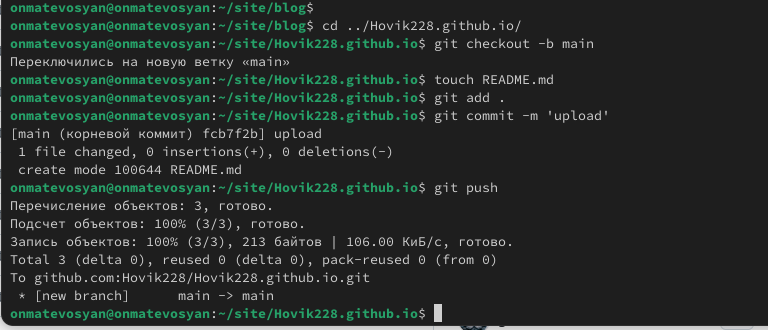 onmatevosyan@onmatevosyan:~/site/blog$
onmatevosyan@onmatevosyan:~/site/blog$ cd ../Hovik228.github.io/
onmatevosyan@onmatevosyan:~/site/Hovik228.github.io$ git checkout -b main
Переключились на новую ветку «main»
onmatevosyan@onmatevosyan:~/site/Hovik228.github.io$ touch README.md
onmatevosyan@onmatevosyan:~/site/Hovik228.github.io$ git add .
onmatevosyan@onmatevosyan:~/site/Hovik228.github.io$ git commit -m 'upload'
[main (корневой коммит) fcb7f2b] upload
 1 file changed, 0 insertions(+), 0 deletions(-)
 create mode 100644 README.md
onmatevosyan@onmatevosyan:~/site/Hovik228.github.io$ git push
Перечисление объектов: 3, готово.
Подсчет объектов: 100% (3/3), готово.
Запись объектов: 100% (3/3), 213 байтов | 106.00 КиБ/с, готово.
Total 3 (delta 0), reused 0 (delta 0), pack-reused 0 (from 0)
To github.com:Hovik228/Hovik228.github.io.git
 * [new branch]      main -> main
onmatevosyan@onmatevosyan:~/site/Hovik228.github.io$